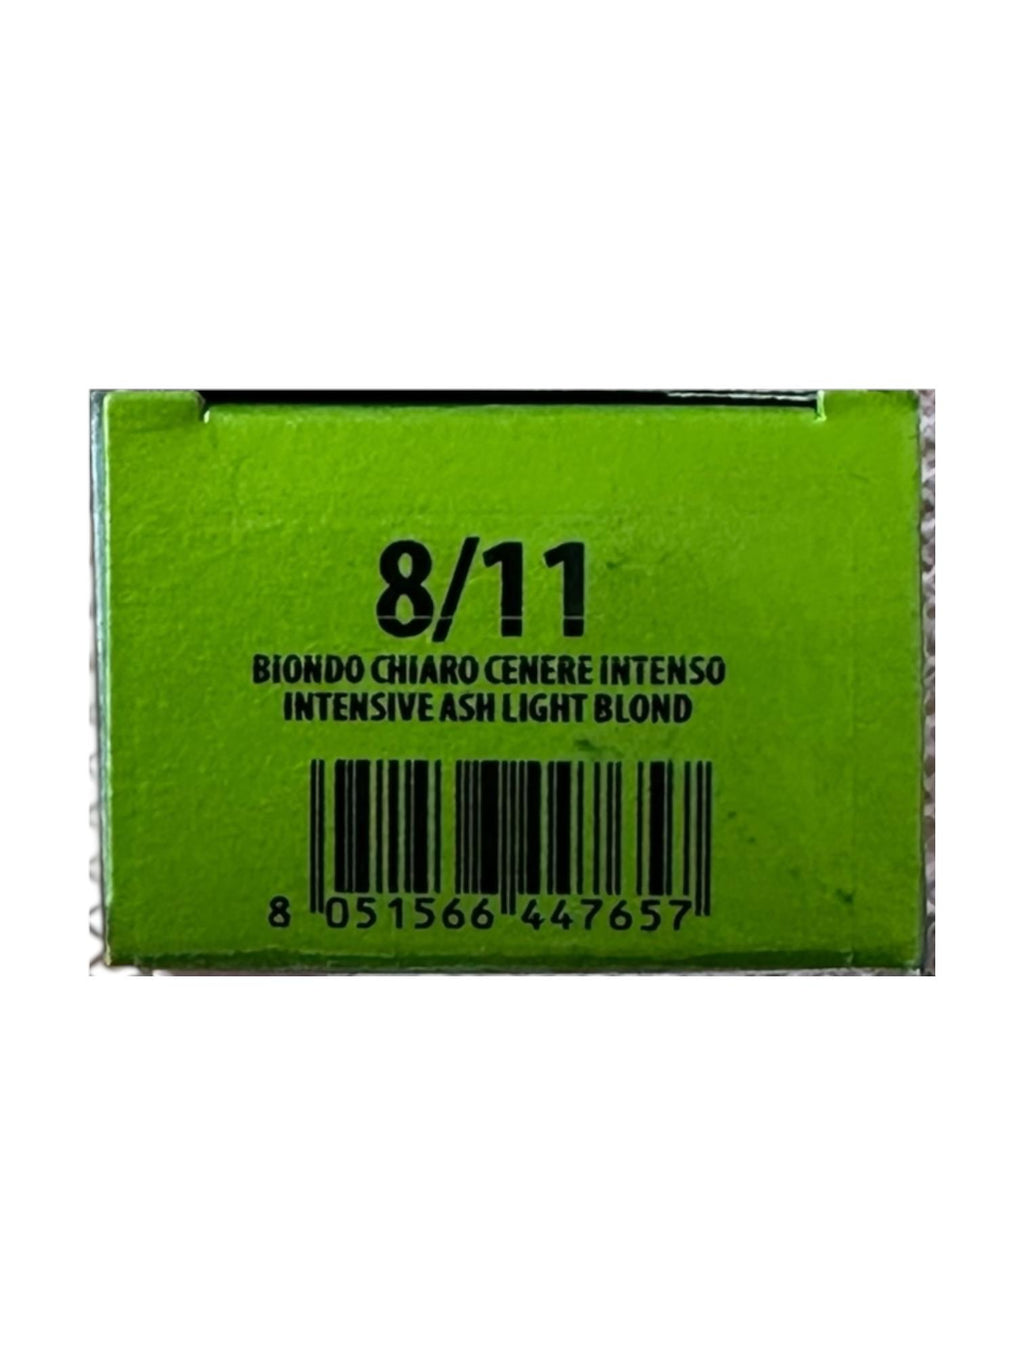 8/11
BIONDO CHIARO CENERE INTENSO
INTENSIVE ASH LIGHT BLOND
8 051566 447657